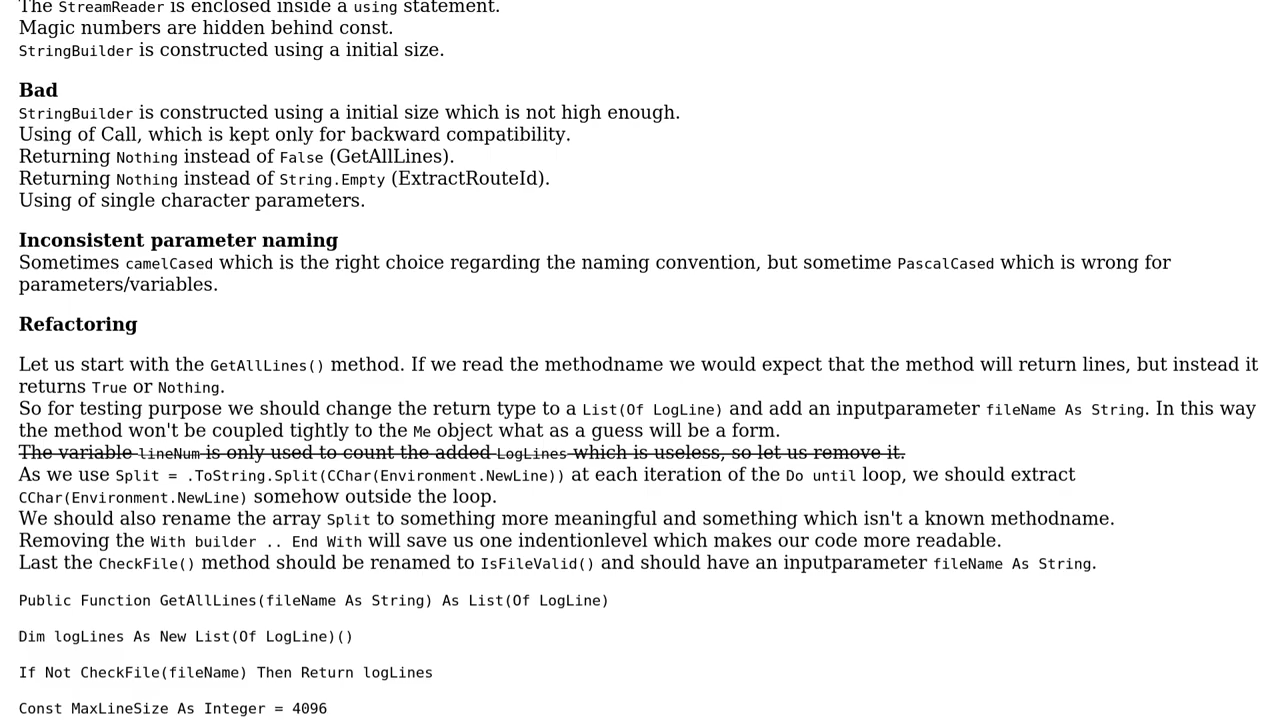 The StreamReader is enclosed inside a using statement.
Magic numbers are hidden behind const.
StringBuilder is constructed using a initial size.
Bad
StringBuilder is constructed using a initial size which is not high enough.
Using of Call, which is kept only for backward compatibility.
Returning Nothing instead of False (GetAllLines).
Returning Nothing instead of String.Empty (ExtractRouteId).
Using of single character parameters.
Inconsistent parameter naming
Sometimes camelCased which is the right choice regarding the naming convention, but sometime PascalCased which is wrong for
parameters/variables.
Refactoring
Let us start with the GetAllLines() method. If we read the methodname we would expect that the method will return lines, but instead it
returns True or Nothing.
So for testing purpose we should change the return type to a List(Of LogLine) and add an inputparameter fileName As String. In this way
the method won't be coupled tightly to the Me object what as a guess will be a form.
The variable lineNum is only used to count the added LogLines which is useless, so let us remove it.
As we use Split = .ToString.Split(CChar(Environment.NewLine)) at each iteration of the Do until loop, we should extract
CChar(Environment.NewLine) somehow outside the loop.
We should also rename the array Split to something more meaningful and something which isn't a known methodname.
Removing the With builder .. End With will save us one indentionlevel which makes our code more readable.
Last the CheckFile() method should be renamed to IsFileValid() and should have an inputparameter fileName As String.
Public Function GetAllLines(fileName As String) As List(Of LogLine)
Dim logLines As New List(Of LogLine)()
If Not CheckFile(fileName) Then Return logLines
Const MaxLineSize As Integer = 4096